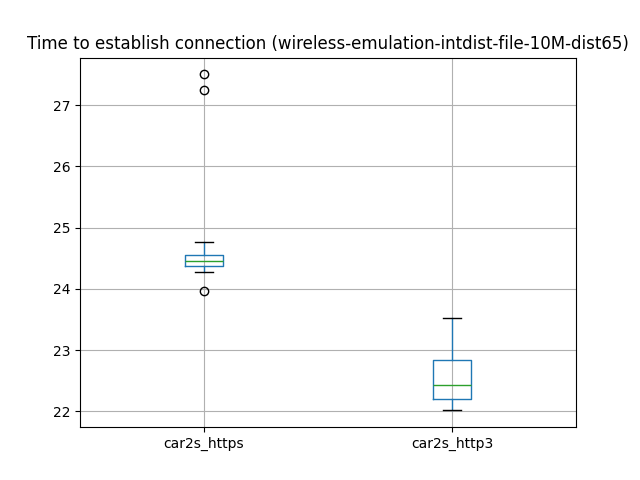 Time to establish connection (wireless-emulation-intdist-file-10M-dist65)
27
26
25
24
23
22
car2s_https
car2s_http3